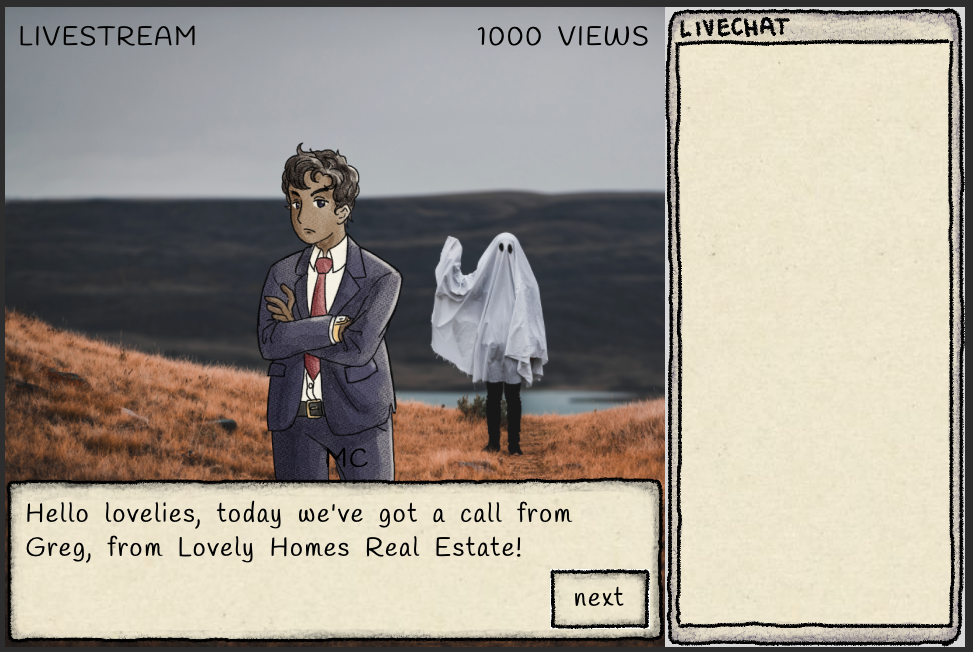 LIVESTREAM
1000 VIEWS
LIVECHAT
MC
Hello lovelies, today we've got a call from
Greg, from Lovely Homes Real Estate!
next